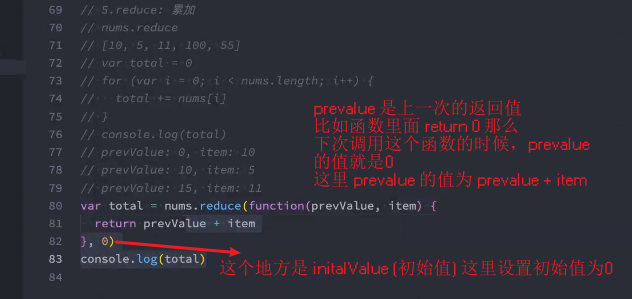 69 // 5.reduce: 累加
70 // nums.reduce
71 // [10, 5, 11, 100, 55]
72 // var total = 0
73 // for (var i = 0; i < nums.length; i++) {
74 //   total += nums[i]
75 // }
76 // console.log(total)
77 // prevValue: 0, item: 10
78 // prevValue: 10, item: 5
79 // prevValue: 15, item: 11
80 var total = nums.reduce(function(prevValue, item) {
81   return prevValue + item
82 }, 0)
83 console.log(total)
84
prevalue 是上一次的返回值
比如函数里面 return 0 那么
下次调用这个函数的时候，prevalue
的值就是0
这里 prevalue 的值为 prevalue + item
这个地方是 initalValue (初始值) 这里设置初始值为0